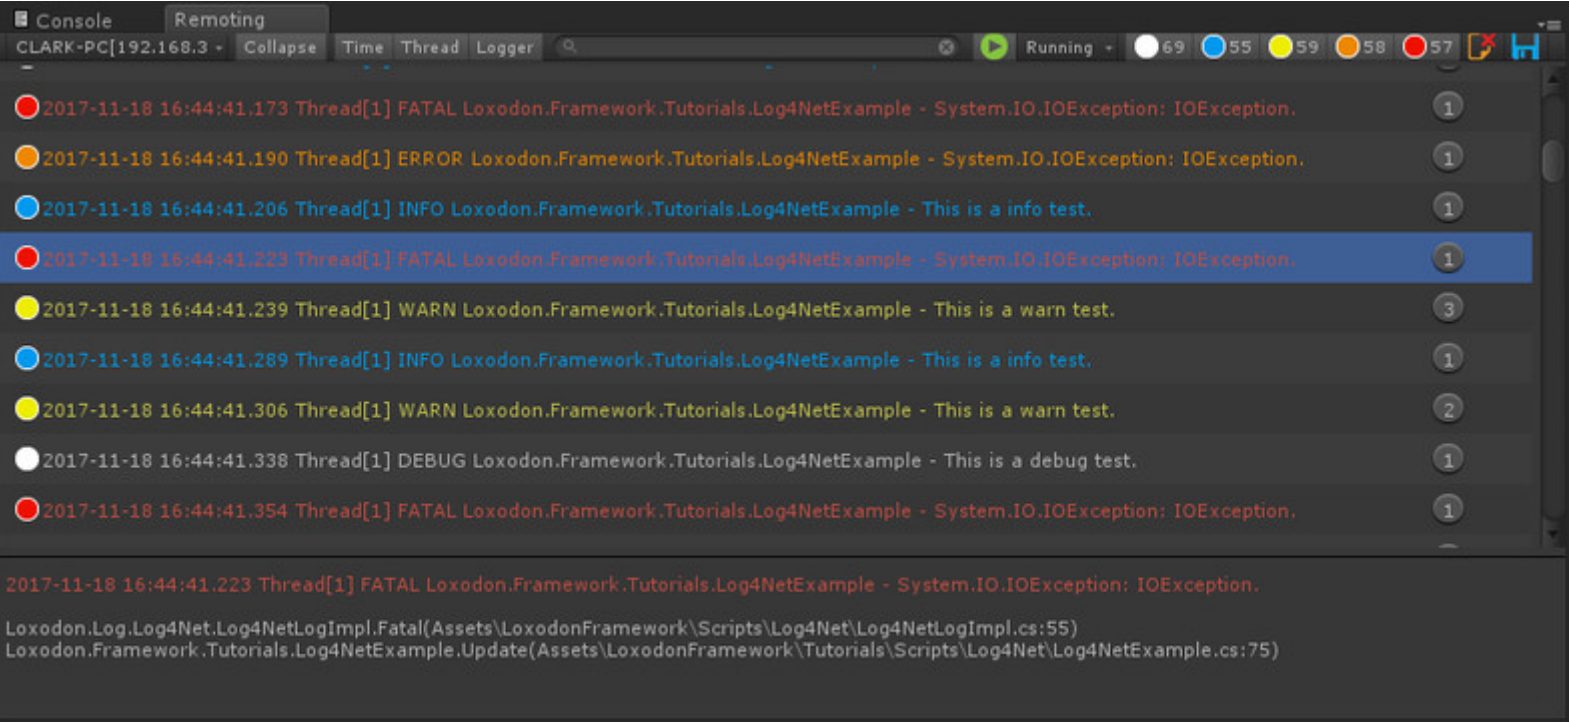 Console Remoting
CLARK-PC[192.168.3 Collapse Time Thread Logger Running 69 55 59 58 57
2017-11-18 16:44:41.173 Thread[1] FATAL Loxodon.Framework.Tutorials.Log4NetExample - System.IO.IOException: IOException. 1
2017-11-18 16:44:41.190 Thread[1] ERROR Loxodon.Framework.Tutorials.Log4NetExample - System.IO.IOException: IOException. 1
2017-11-18 16:44:41.206 Thread[1] INFO Loxodon.Framework.Tutorials.Log4NetExample - This is a info test. 1
2017-11-18 16:44:41.223 Thread[1] FATAL Loxodon.Framework.Tutorials.Log4NetExample - System.IO.IOException: IOException. 1
2017-11-18 16:44:41.239 Thread[1] WARN Loxodon.Framework.Tutorials.Log4NetExample - This is a warn test. 3
2017-11-18 16:44:41.289 Thread[1] INFO Loxodon.Framework.Tutorials.Log4NetExample - This is a info test. 1
2017-11-18 16:44:41.306 Thread[1] WARN Loxodon.Framework.Tutorials.Log4NetExample - This is a warn test. 2
2017-11-18 16:44:41.338 Thread[1] DEBUG Loxodon.Framework.Tutorials.Log4NetExample - This is a debug test. 1
2017-11-18 16:44:41.354 Thread[1] FATAL Loxodon.Framework.Tutorials.Log4NetExample - System.IO.IOException: IOException. 1
2017-11-18 16:44:41.223 Thread[1] FATAL Loxodon.Framework.Tutorials.Log4NetExample - System.IO.IOException: IOException.
Loxodon.Log.Log4Net.Log4NetLogImpl.Fatal(Assets\LoxodonFramework\Scripts\Log4Net\Log4NetLogImpl.cs:55)
Loxodon.Framework.Tutorials.Log4NetExample.Update(Assets\LoxodonFramework\Tutorials\Scripts\Log4Net\Log4NetExample.cs:75)